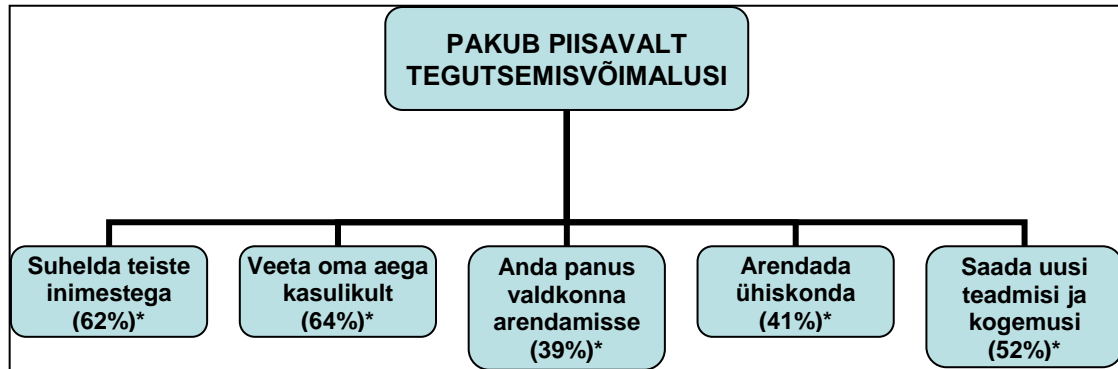 PAKUB PIISAVALT
TEGUTSEMISVÕIMALUSI
Suhelda teiste
inimestega
(62%)*
Veeta oma aega
kasulikult
(64%)*
Anda panus
valdkonna
arendamisse
(39%)*
Arendada
ühiskonda
(41%)*
Saada uusi
teadmisi ja
kogemusi
(52%)*